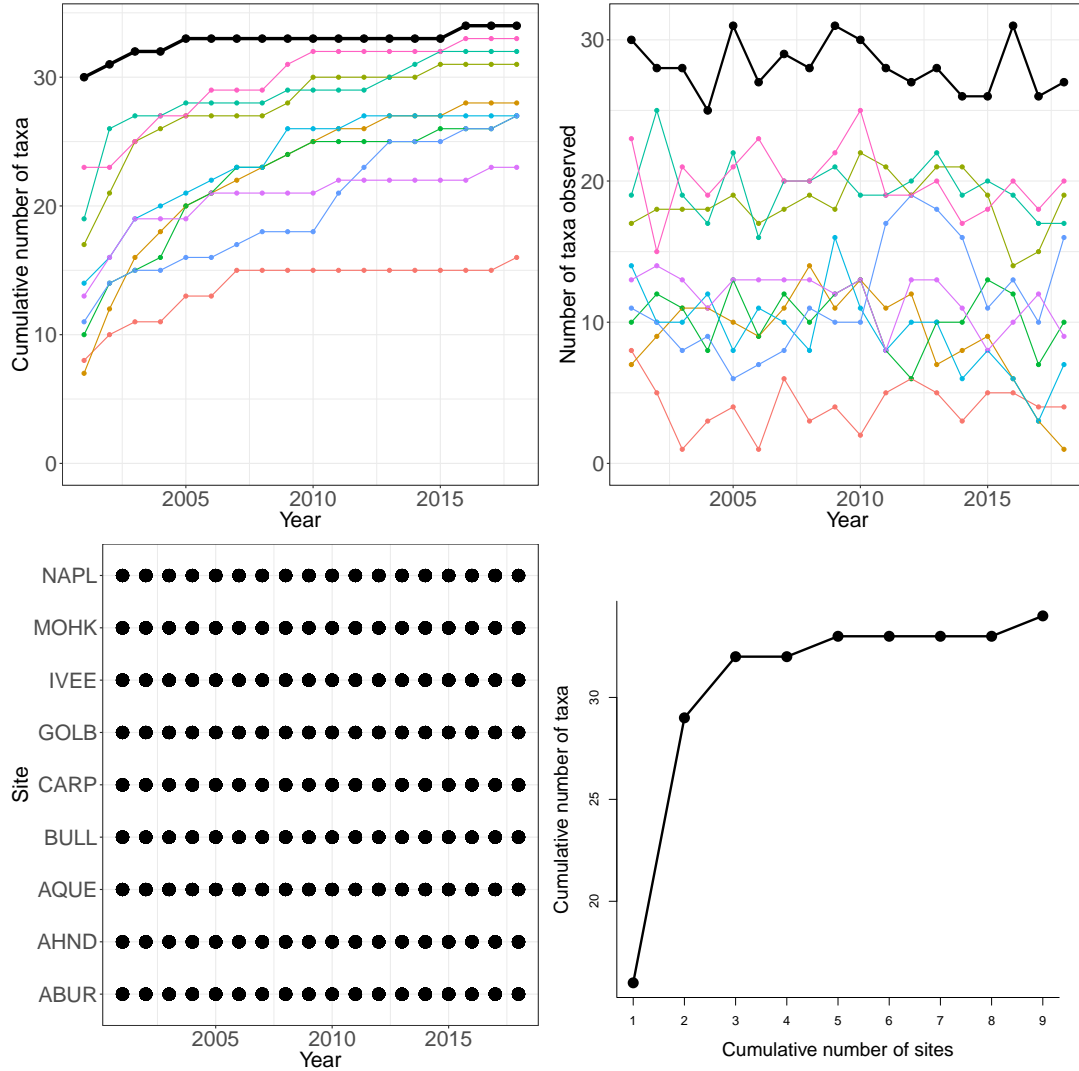 Cumulative number of taxa
30
20
10
0
2005 2010 2015
Year
Number of taxa observed
30
20
10
0
2005 2010 2015
Year
Site
NAPL
MOHK
IVEE
GOLB
CARP
BULL
AQUE
AHND
ABUR
2005 2010 2015
Year
Cumulative number of taxa
30
25
20
1 2 3 4 5 6 7 8 9
Cumulative number of sites